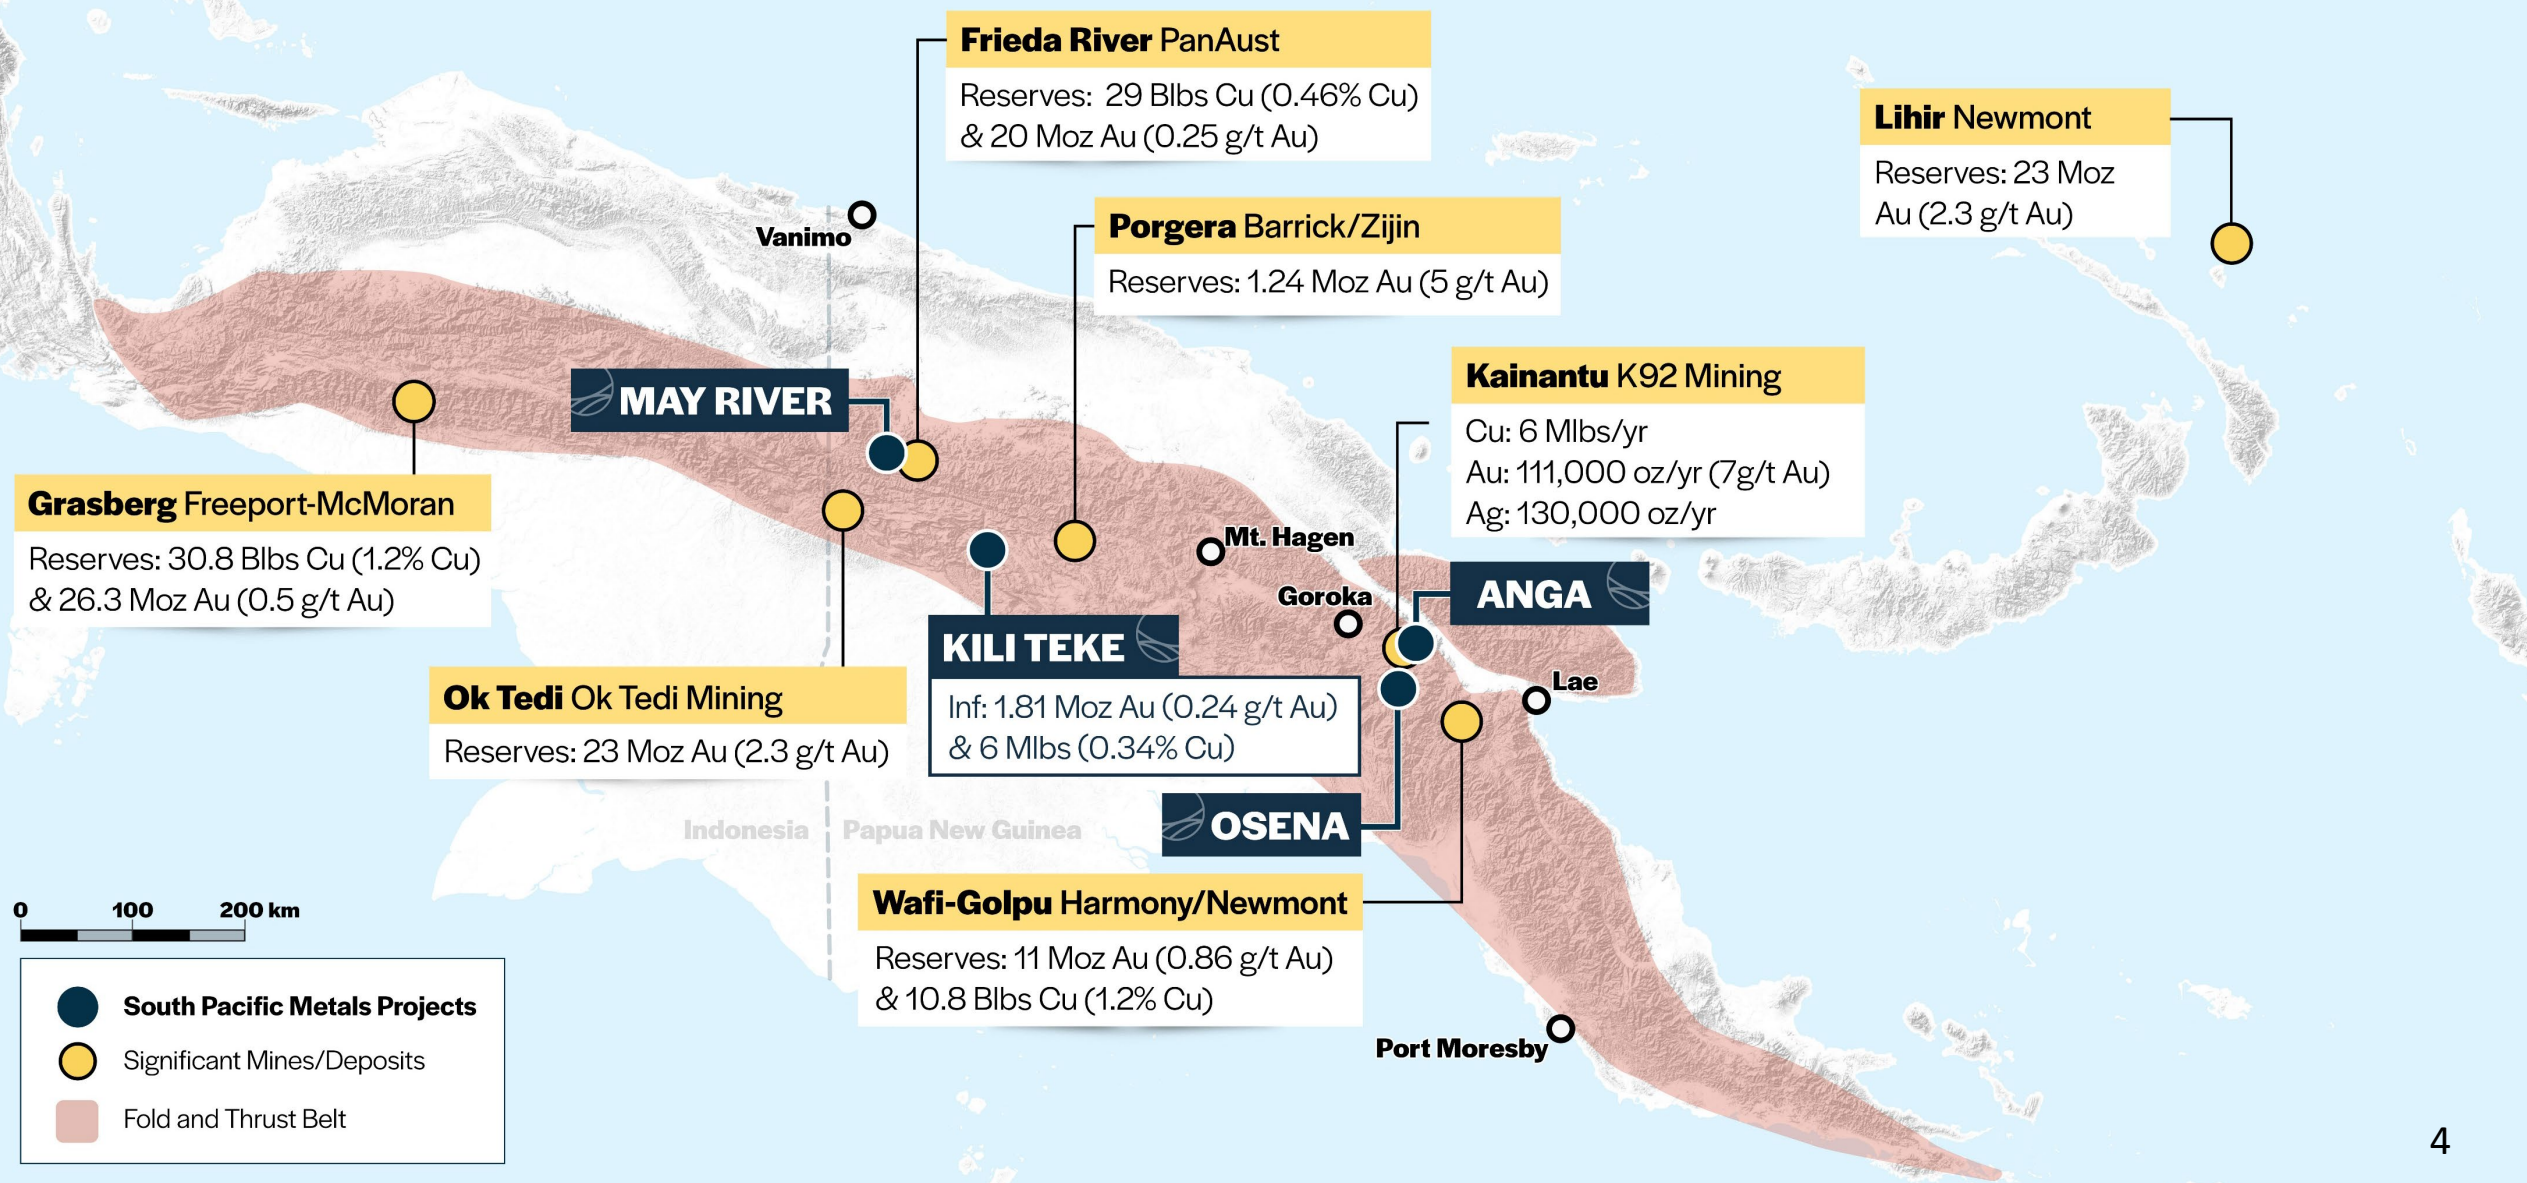 Frieda River PanAust
Reserves: 29 Blbs Cu (0.46% Cu)
& 20 Moz Au (0.25 g/t Au)
Lihir Newmont
Reserves: 23 Moz
Au (2.3 g/t Au)
Vanimo
Porgera Barrick/Zijin
Reserves: 1.24 Moz Au (5 g/t Au)
MAY RIVER
Kainantu K92 Mining
Cu: 6 Mlbs/yr
Au: 111,000 oz/yr (7g/t Au)
Ag: 130,000 oz/yr
Grasberg Freeport-McMoran
Reserves: 30.8 Blbs Cu (1.2% Cu)
& 26.3 Moz Au (0.5 g/t Au)
Mt. Hagen
Goroka
ANGA
KILI TEKE
Inf: 1.81 Moz Au (0.24 g/t Au)
& 6 Mlbs (0.34% Cu)
Lae
Ok Tedi Ok Tedi Mining
Reserves: 23 Moz Au (2.3 g/t Au)
Indonesia
Papua New Guinea
OSENA
Wafi-Golpu Harmony/Newmont
Reserves: 11 Moz Au (0.86 g/t Au)
& 10.8 Blbs Cu (1.2% Cu)
Port Moresby
0 100 200 km
South Pacific Metals Projects
Significant Mines/Deposits
Fold and Thrust Belt
4